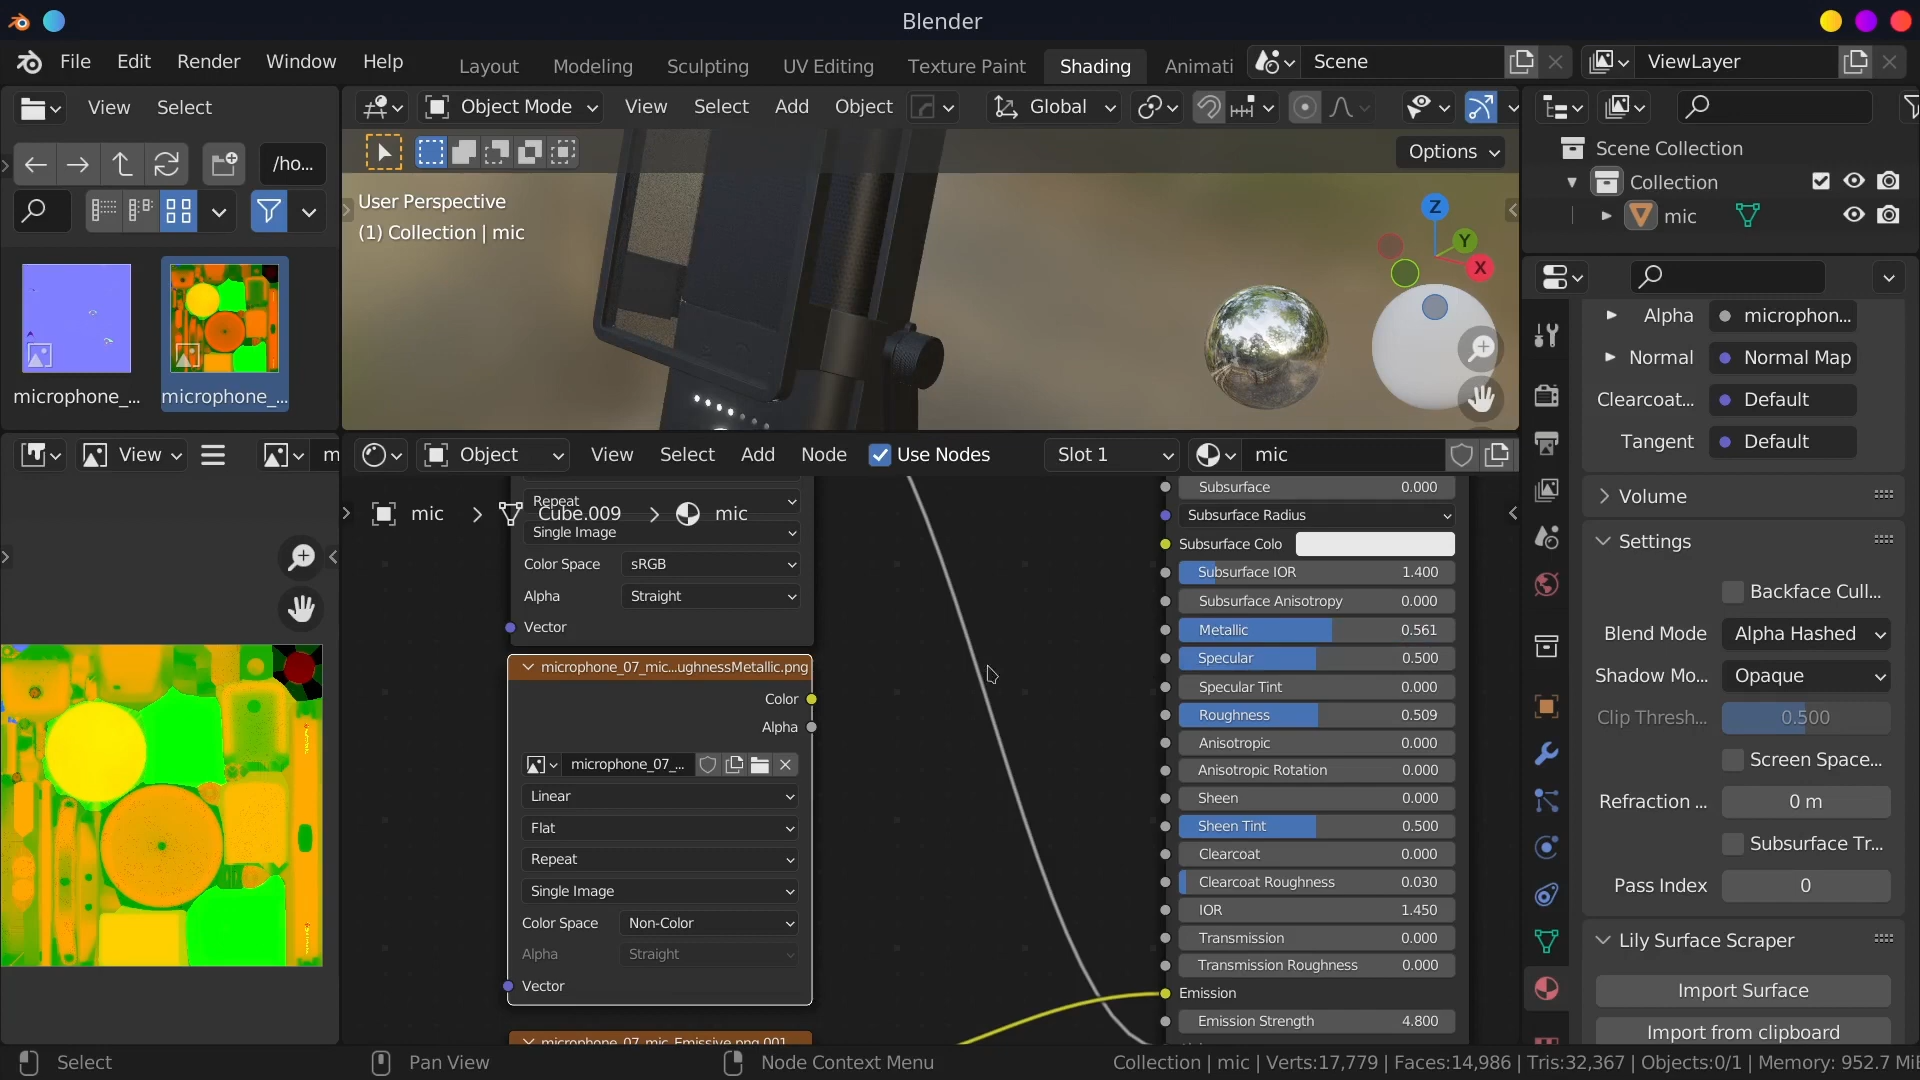 Blender
File Edit Render Window Help
Layout Modeling Sculpting UV Editing Texture Paint Shading Animati
Scene
ViewLayer
View Select
/ho...
microphone_...
microphone_...
Object Mode View Select Add Object Global
Options
User Perspective
(1) Collection | mic
Z
Y
X
Scene Collection
Collection
mic
Alpha microphon...
Normal Normal Map
Clearcoat... Default
Tangent Default
Volume
Settings
Backface Cull...
Blend Mode Alpha Hashed
Shadow Mo... Opaque
Clip Thresh... 0.500
Screen Space...
Refraction ... 0 m
Subsurface Tr...
Pass Index 0
Lily Surface Scraper
Import Surface
Import from clipboard
View
m
Object View Select Add Node Use Nodes Slot 1 mic
mic > Cube.009 > mic
Repeat
Single Image
Color Space sRGB
Alpha Straight
Vector
microphone_07_mic...ughnessMetallic.png
Color
Alpha
microphone_07_...
Linear
Flat
Repeat
Single Image
Color Space Non-Color
Alpha Straight
Vector
microphone_07_mic_Emissive.png.001
Subsurface 0.000
Subsurface Radius
Subsurface Colo
Subsurface IOR 1.400
Subsurface Anisotropy 0.000
Metallic 0.561
Specular 0.500
Specular Tint 0.000
Roughness 0.509
Anisotropic 0.000
Anisotropic Rotation 0.000
Sheen 0.000
Sheen Tint 0.500
Clearcoat 0.000
Clearcoat Roughness 0.030
IOR 1.450
Transmission 0.000
Transmission Roughness 0.000
Emission
Emission Strength 4.800
Select
Pan View
Node Context Menu
Collection | mic | Verts:17,779 | Faces:14,986 | Tris:32,367 | Objects:0/1 | Memory: 952.7 MiB